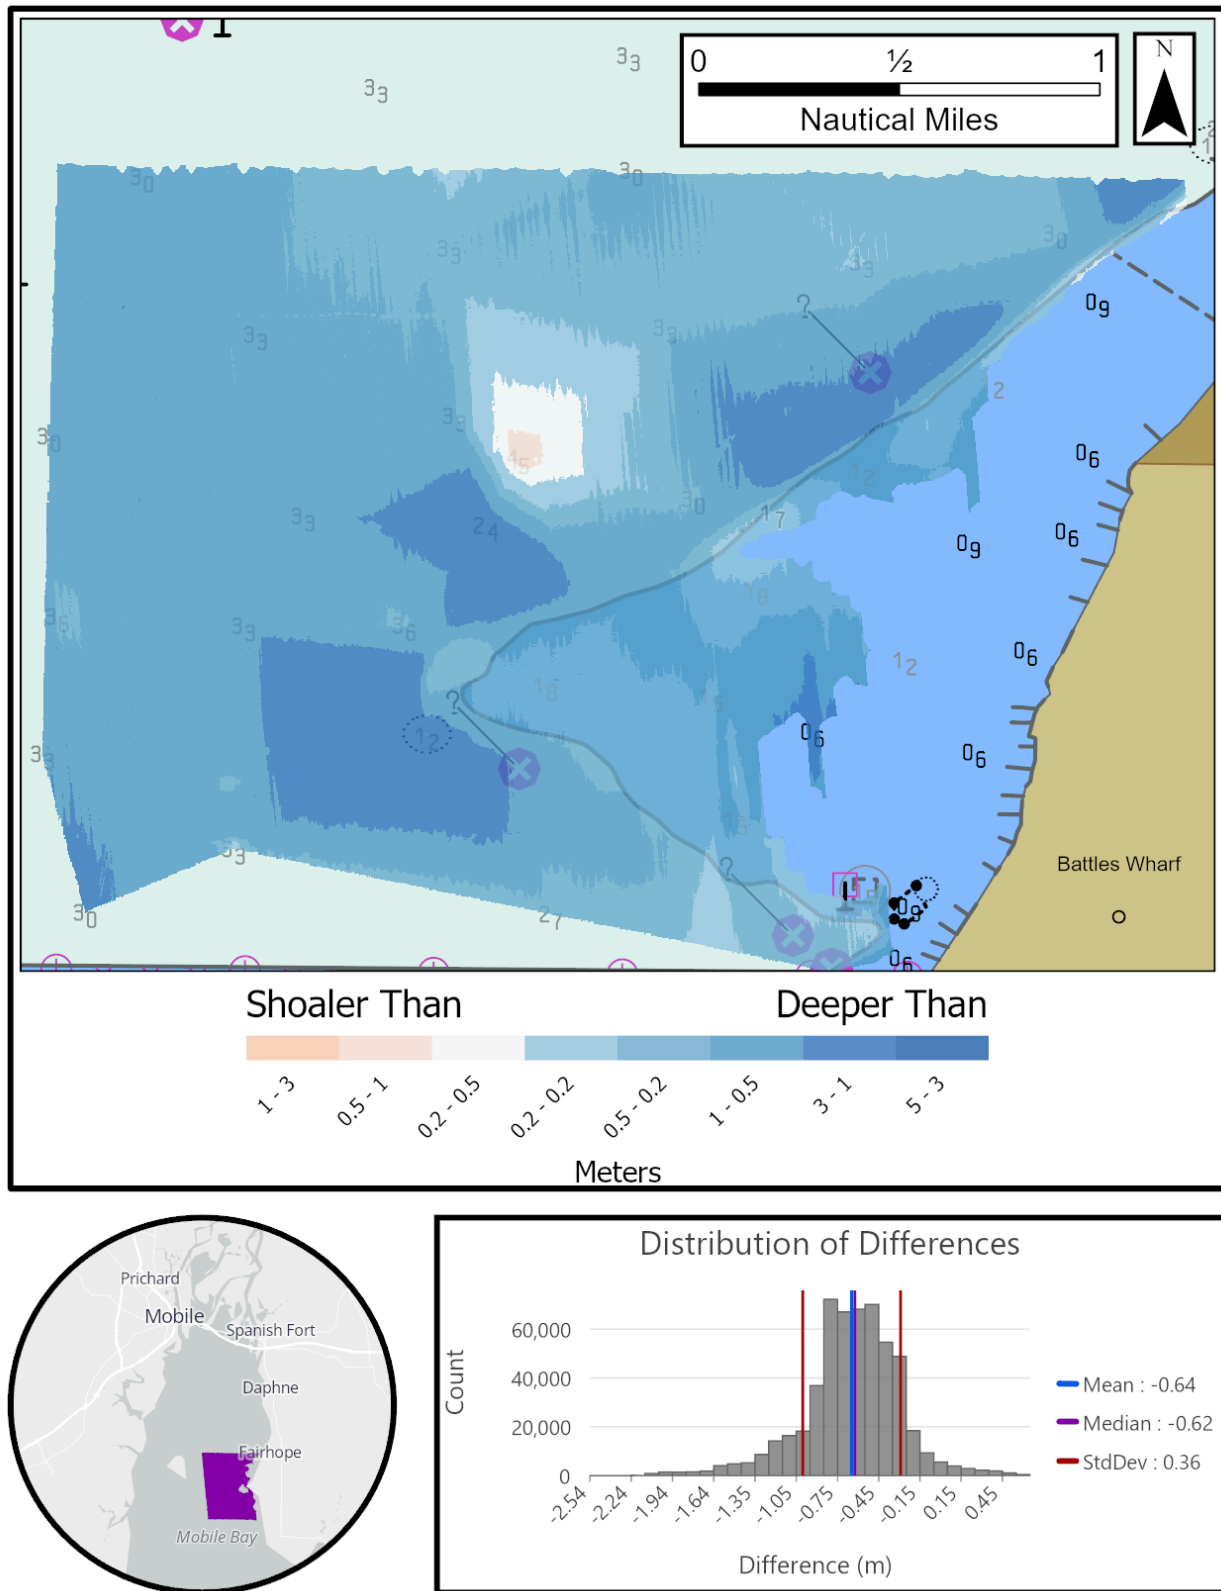 1
3₃
3₃
0 ½ 1
Nautical Miles
N
3₀
3₀
3₃
3₀
3₃
?
0₉
3₃
3₃
2
3₃
3₀
4₅
0₆
1₂
2₄
3₀
1₇
3₃
0₉
0₆
1₈
3₆
3₃
3₆
0₆
1₂
1₈
?
1₂
0₆
0₆
3₃
3₃
?
Battles Wharf
3₀
2₇
0₉
0₆
Shoaler Than Deeper Than
1 - 3
0.5 - 1
0.2 - 0.5
0.2 - 0.2
0.5 - 0.2
1 - 0.5
3 - 1
5 - 3
Meters
Prichard
Mobile
Spanish Fort
Daphne
Fairhope
Mobile Bay
Distribution of Differences
Count
60,000
40,000
20,000
0
-2.54
-2.24
-1.94
-1.64
-1.35
-1.05
-0.75
-0.45
-0.15
0.15
0.45
Difference (m)
Mean : -0.64
Median : -0.62
StdDev : 0.36